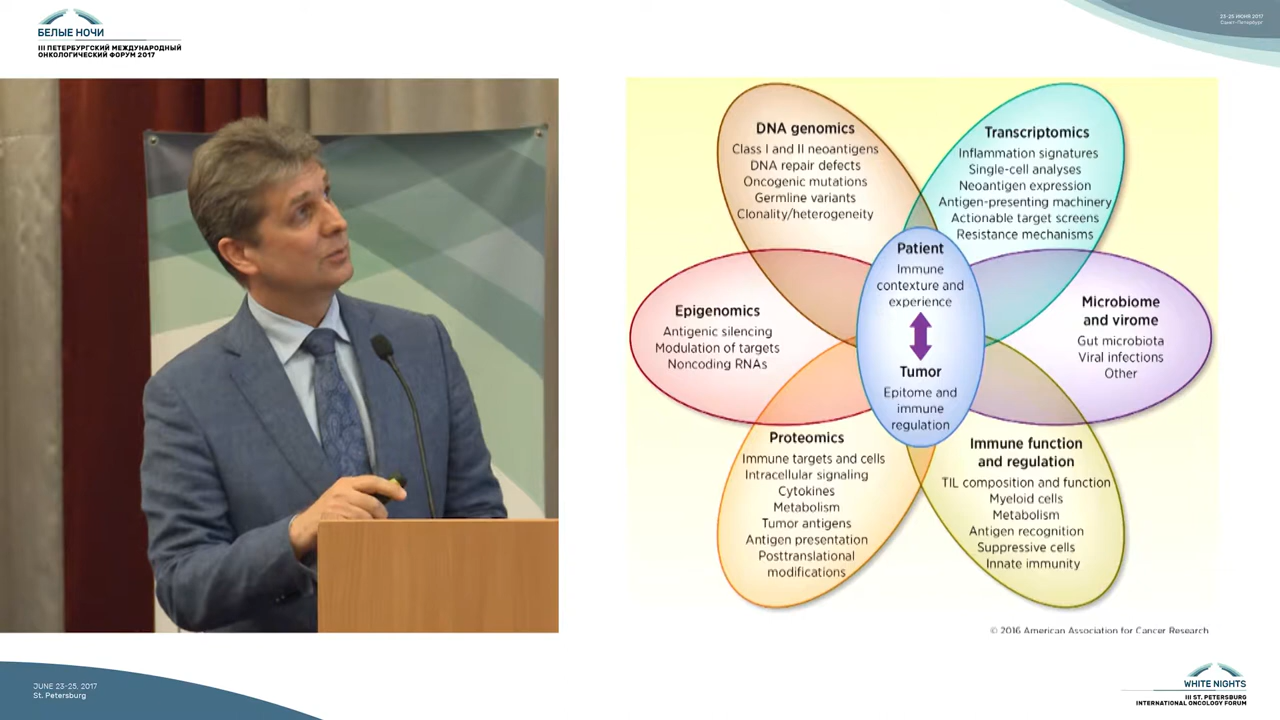 БЕЛЫЕ НОЧИ
III ПЕТЕРБУРГСКИЙ МЕЖДУНАРОДНЫЙ
ОНКОЛОГИЧЕСКИЙ ФОРУМ 2017
23-25 ИЮНЯ 2017
Санкт-Петербург
DNA genomics
Class I and II neoantigens
DNA repair defects
Oncogenic mutations
Germline variants
Clonality/heterogeneity
Transcriptomics
Inflammation signatures
Single-cell analyses
Neoantigen expression
Antigen-presenting machinery
Actionable target screens
Resistance mechanisms
Patient
Immune
contexture and
experience
Tumor
Epitome and
immune
regulation
Epigenomics
Antigenic silencing
Modulation of targets
Noncoding RNAs
Microbiome
and virome
Gut microbiota
Viral infections
Other
Proteomics
Immune targets and cells
Intracellular signaling
Cytokines
Metabolism
Tumor antigens
Antigen presentation
Posttranslational
modifications
Immune function
and regulation
TIL composition and function
Myeloid cells
Metabolism
Antigen recognition
Suppressive cells
Innate immunity
© 2016 American Association for Cancer Research
JUNE 23-25, 2017
St. Petersburg
WHITE NIGHTS
III ST. PETERSBURG
INTERNATIONAL ONCOLOGY FORUM